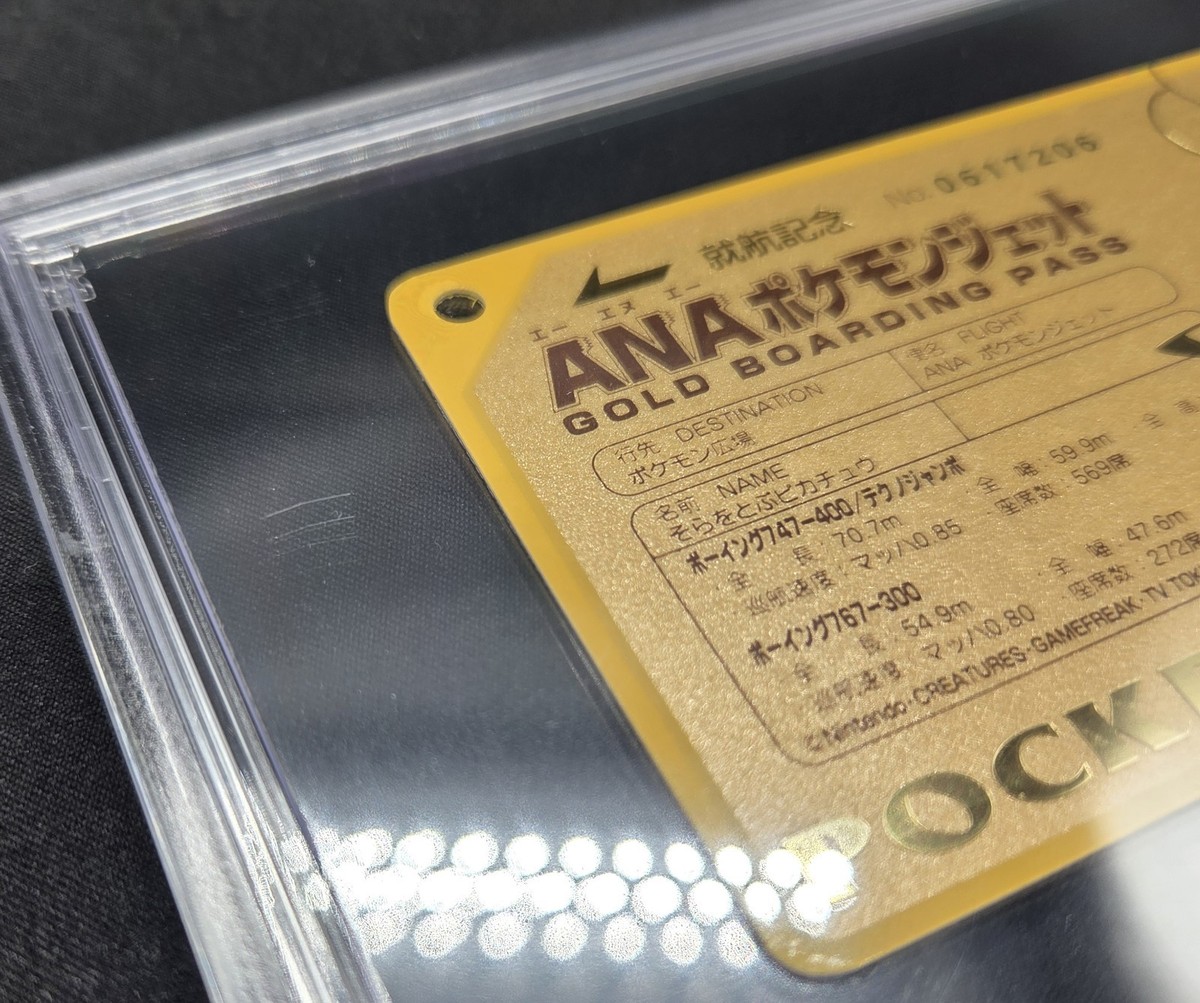 No. 061T206
就航記念
エー エヌ エー
ANAポケモンジェット
GOLD BOARDING PASS
行先 DESTINATION
ポケモン広場
便名 FLIGHT
ANA ポケモンジェット
名前 NAME
そらをとぶピカチュウ
ボーイング747-400/テクノジャンボ
・全 長：70.7m ・全 幅：59.9m ・全
・巡航速度：マッハ0.85 ・座席数：569席
ボーイング767-300
・全 長：54.9m ・全 幅：47.6m
・巡航速度：マッハ0.80 ・座席数：272席
©Nintendo・CREATURES・GAMEFREAK・TV TOK
POCK